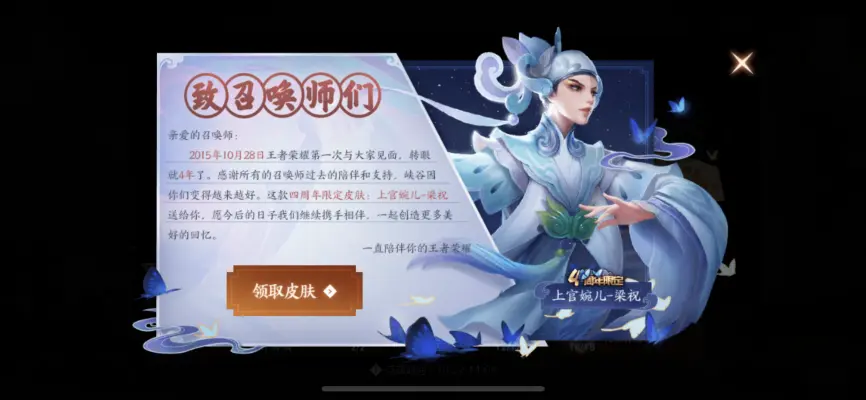 致召唤师们
亲爱的召唤师:
2015年10月28日王者荣耀第一次与大家见面,转眼
就4年了。感谢所有的召唤师过去的陪伴和支持,峡谷因
你们变得越来越好。这款四周年限定皮肤:上官婉儿-梁祝
送给你,愿今后的日子我们继续携手相伴,一起创造更多美
好的回忆。
一直陪伴你的王者荣耀
领取皮肤
4周年限定
上官婉儿-梁祝